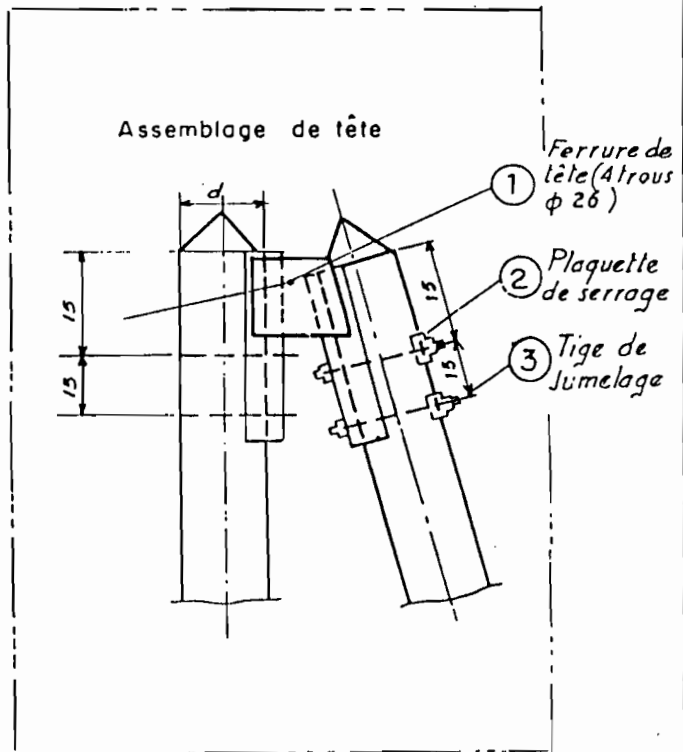 Assemblage de tête
d
15
15
1
Ferrure de
tête (4 trous
φ 26)
15
2
Plaquette
de serrage
15
3
Tige de
Jumelage